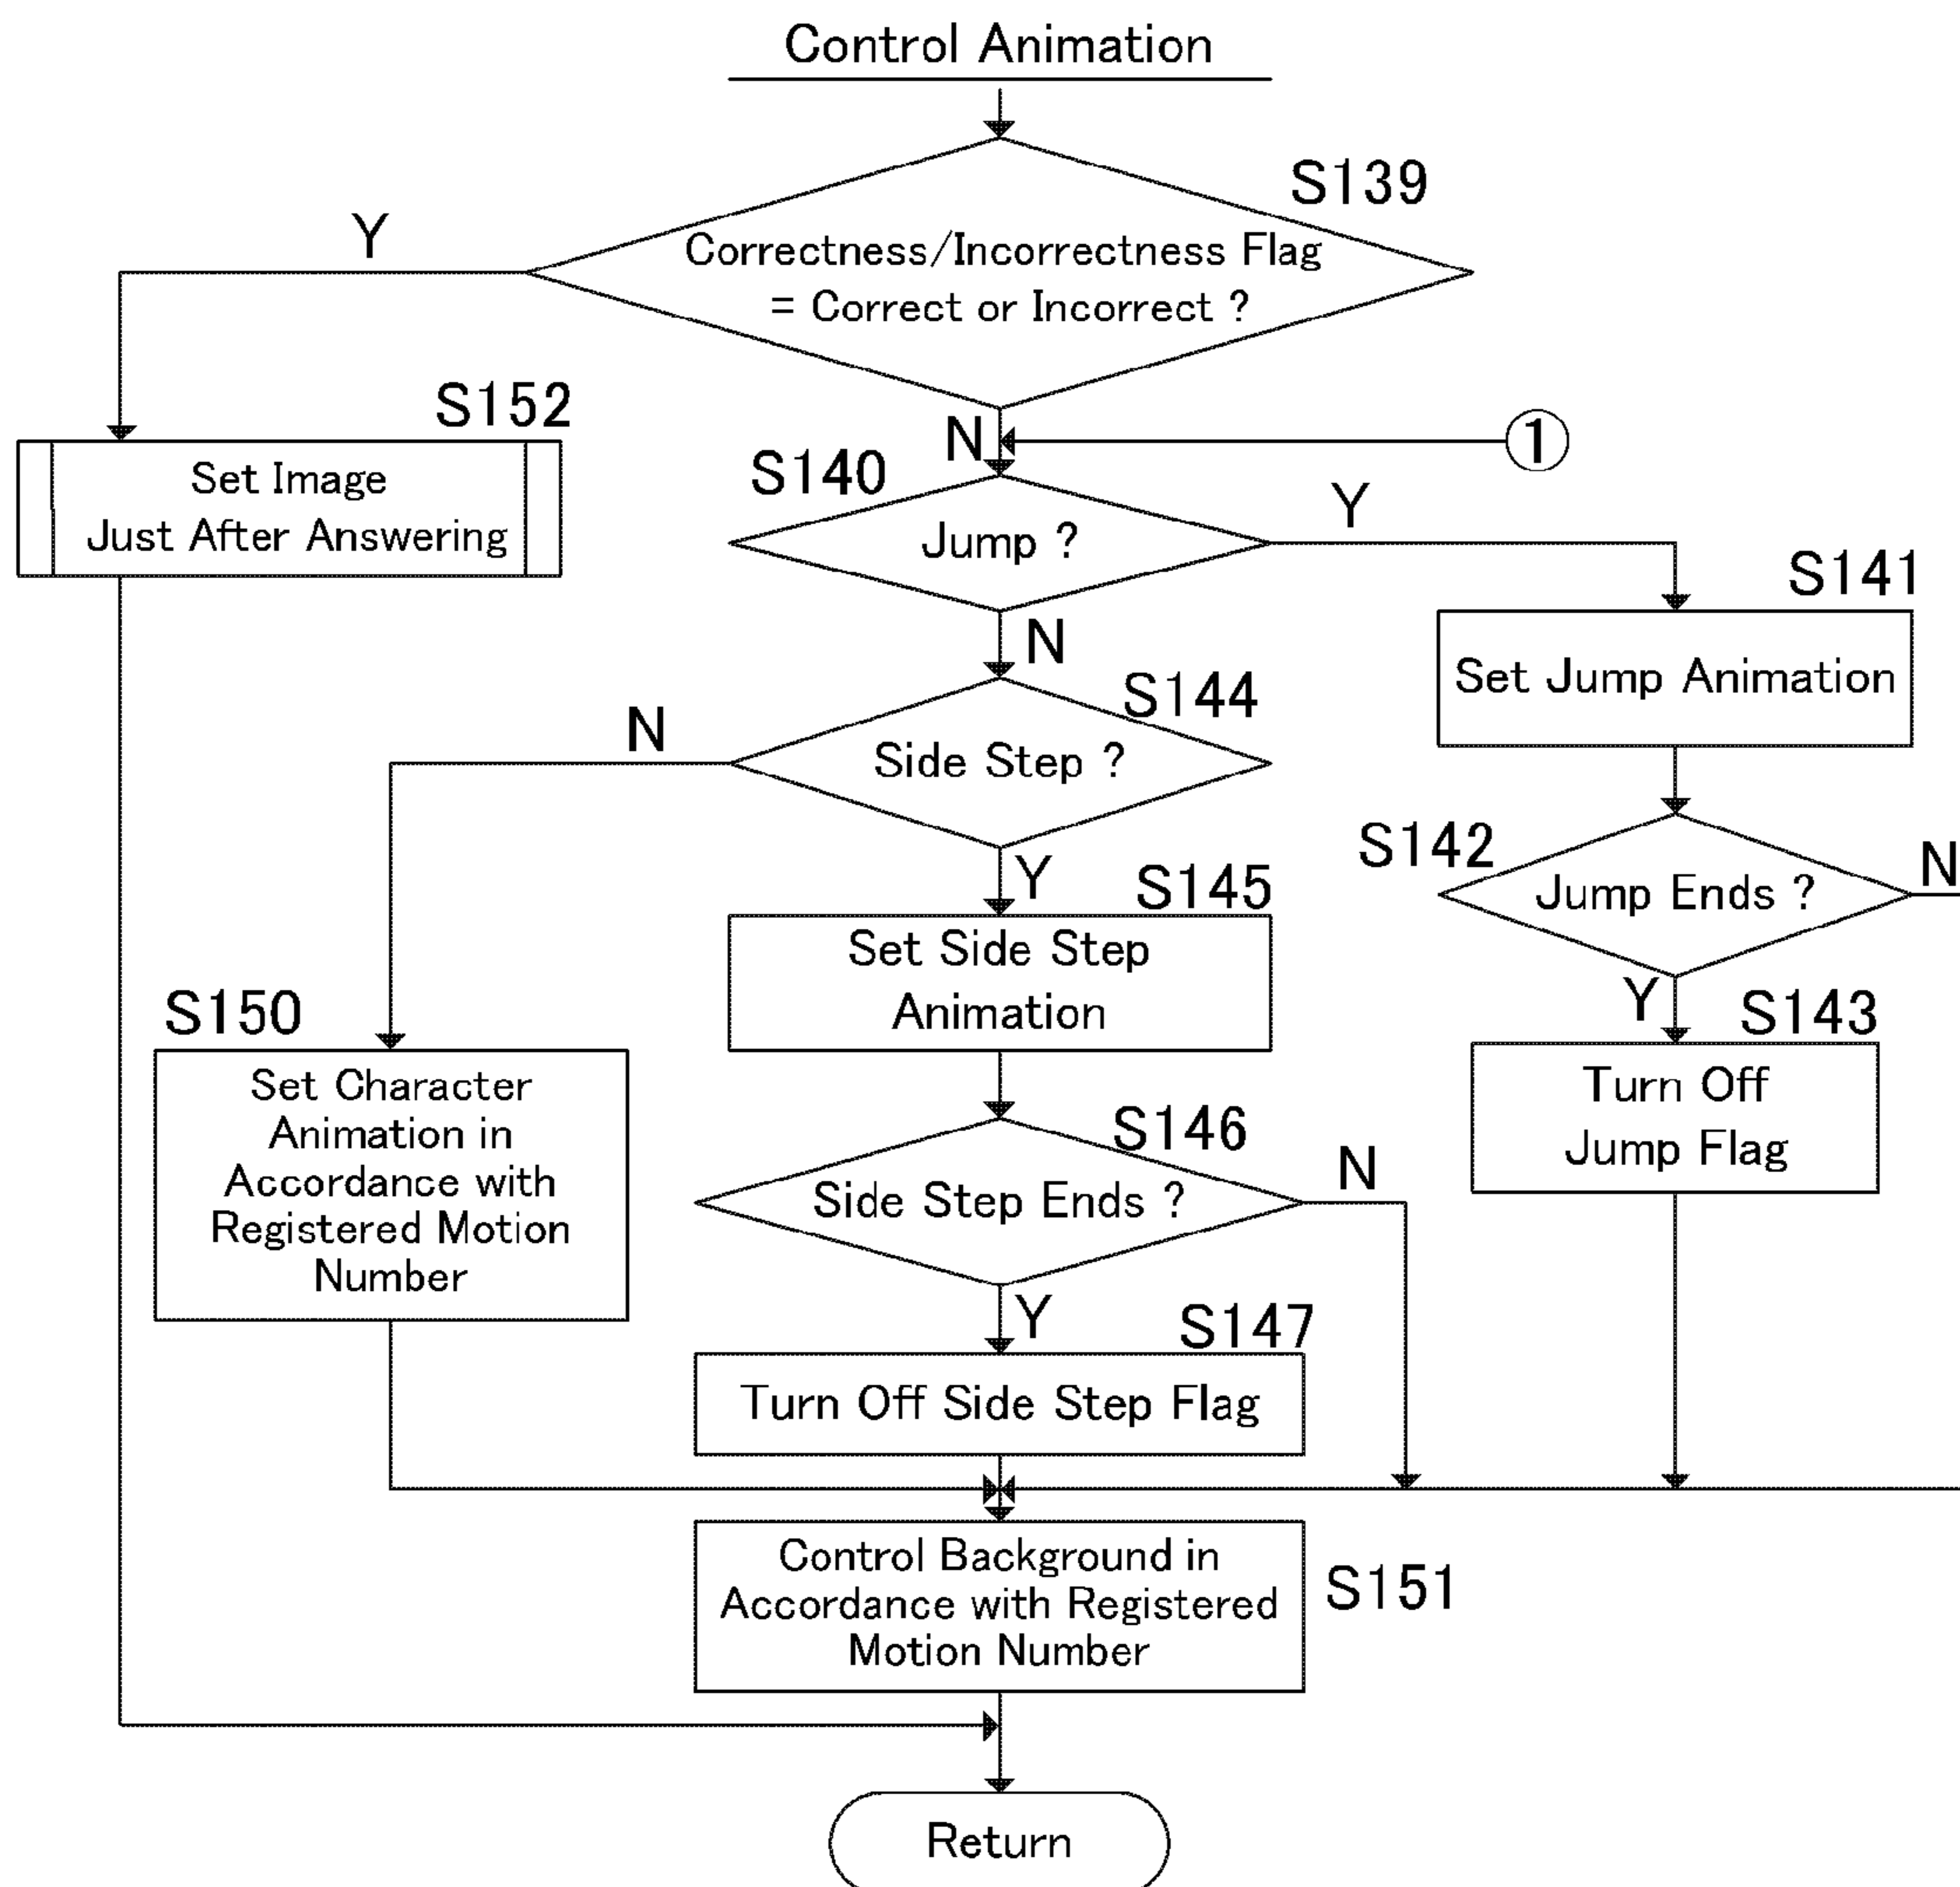 Control Animation
S139
Y
Correctness/Incorrectness Flag
= Correct or Incorrect ?
S152
Set Image
Just After Answering
N
①
S140
Jump ?
Y
S141
Set Jump Animation
N
S144
Side Step ?
N
S142
Jump Ends ?
N
Y
S145
Set Side Step
Animation
Y
S143
Turn Off
Jump Flag
S150
Set Character
Animation in
Accordance with
Registered Motion
Number
S146
Side Step Ends ?
N
Y
S147
Turn Off Side Step Flag
Control Background in
Accordance with Registered
Motion Number
S151
Return